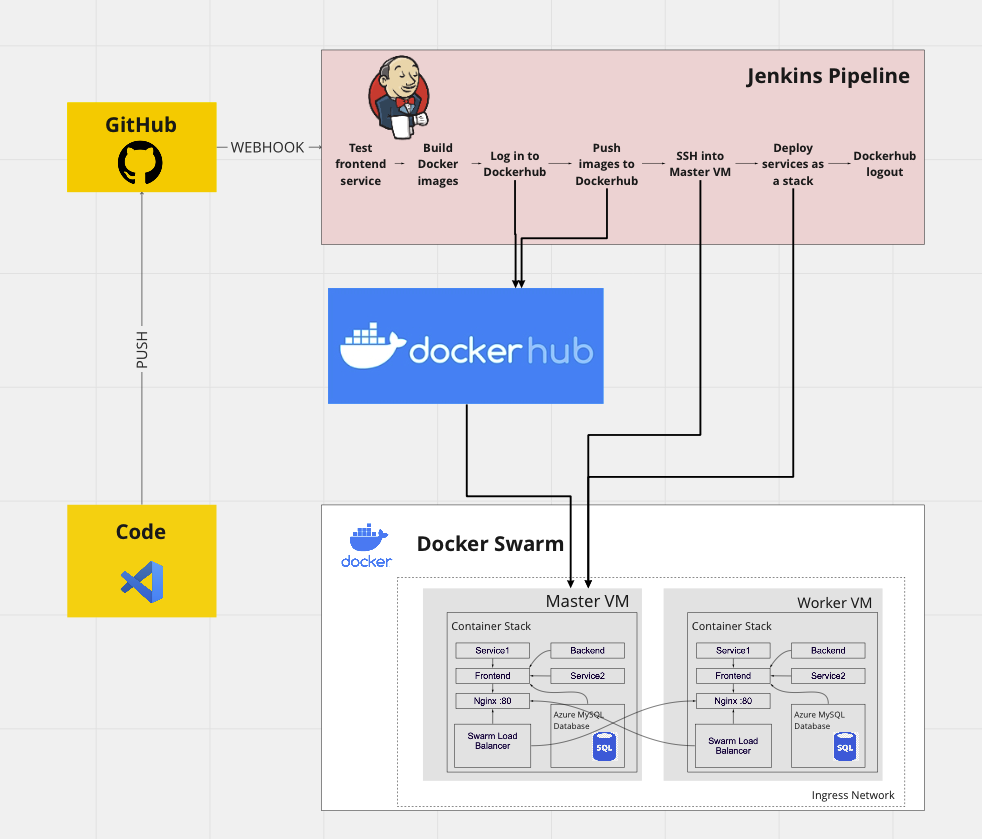 Jenkins Pipeline
GitHub
WEBHOOK
Test
frontend
service
Build
Docker
images
Log in to
Dockerhub
Push
images to
Dockerhub
SSH into
Master VM
Deploy
services as
a stack
Dockerhub
logout
dockerhub
PUSH
Code
docker
Docker Swarm
Master VM
Container Stack
Service1
Backend
Frontend
Service2
Nginx :80
Azure MySQL
Database
Swarm Load
Balancer
SQL
Worker VM
Container Stack
Service1
Backend
Frontend
Service2
Nginx :80
Azure MySQL
Database
Swarm Load
Balancer
SQL
Ingress Network